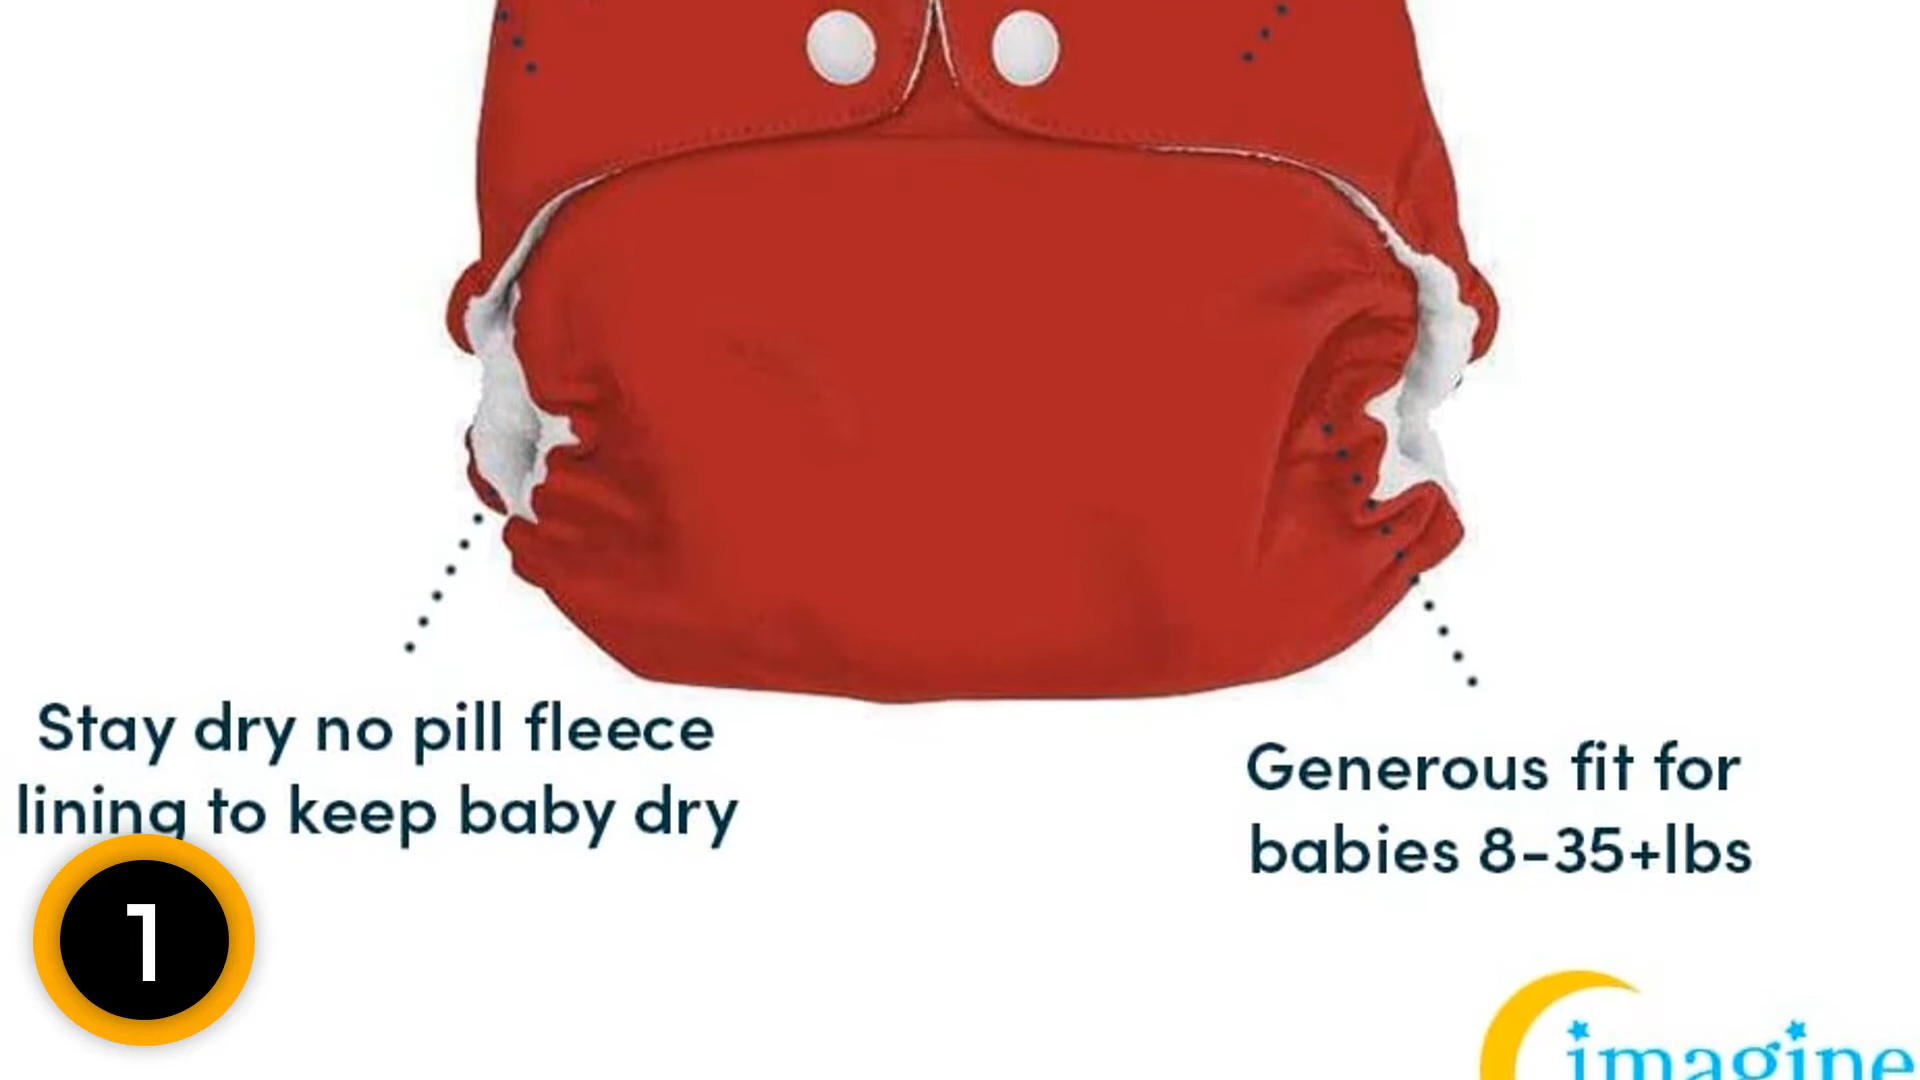 Stay dry no pill fleece
lining to keep baby dry
Generous fit for
babies 8-35+lbs
1
imagine